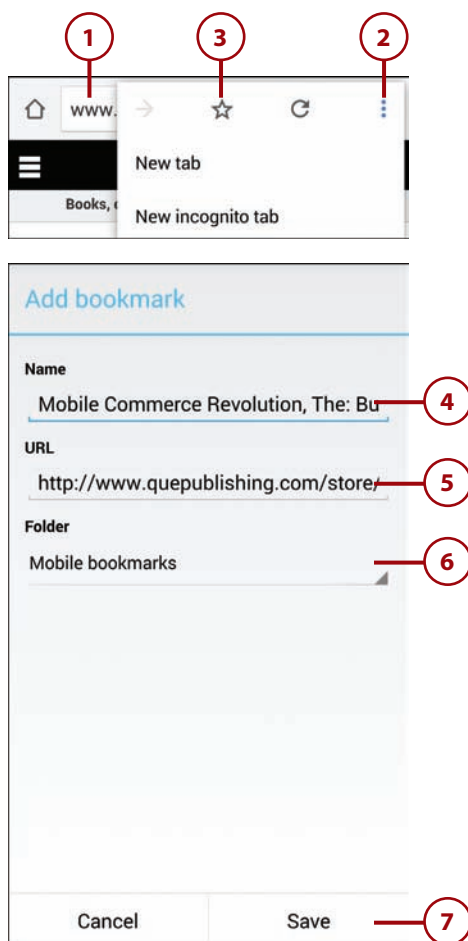 1 3 2
www.
New tab
Books, 
New incognito tab
Add bookmark
Name
Mobile Commerce Revolution, The: Bu
4
URL
http://www.quepublishing.com/store/
5
Folder
Mobile bookmarks
6
Cancel Save
7